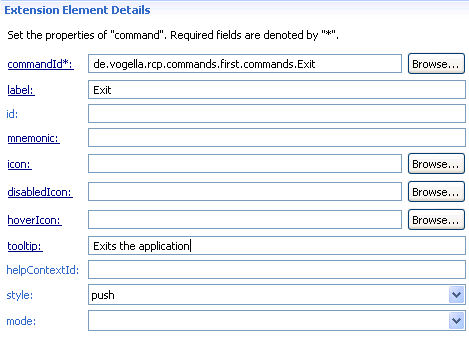 Extension Element Details
Set the properties of "command". Required fields are denoted by "*".
commandId*: de.vogella.rcp.commands.first.commands.Exit Browse...
label: Exit
id:
mnemonic:
icon: Browse...
disabledIcon: Browse...
hoverIcon: Browse...
tooltip: Exits the application
helpContextId:
style: push
mode: